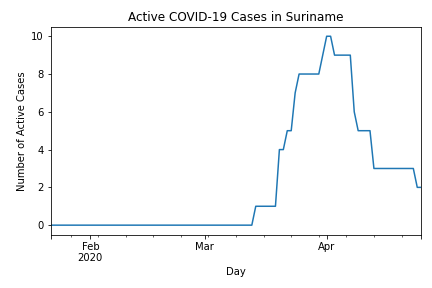 Active COVID-19 Cases in Suriname
10
8
6
4
2
0
Number of Active Cases
Feb
2020
Mar
Apr
Day